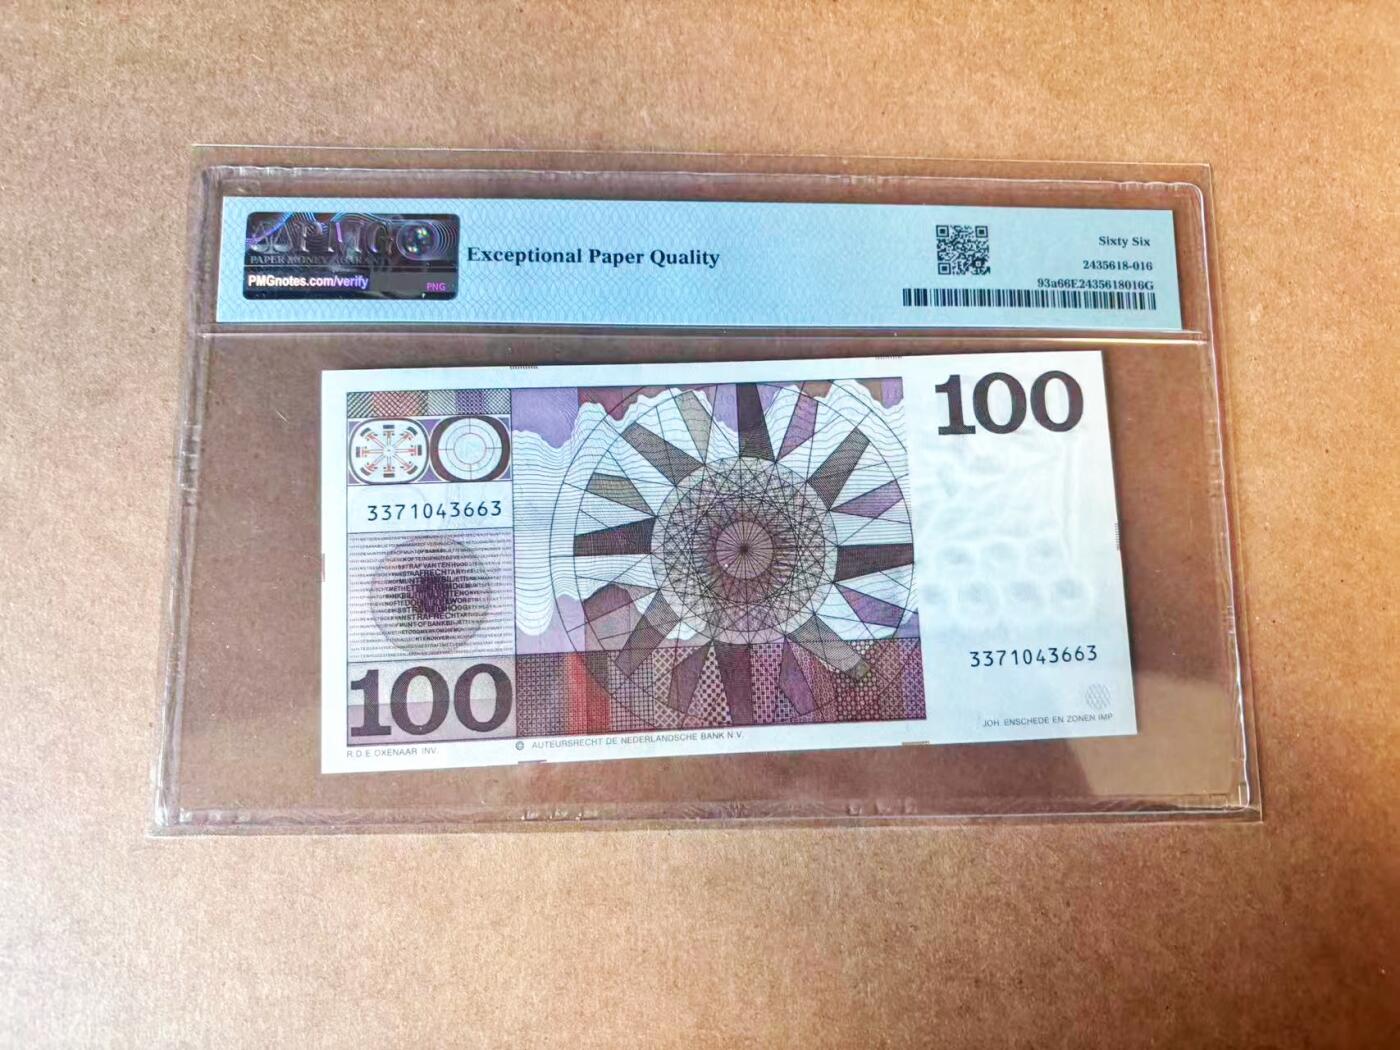 PMG
PAPER MONEY GUARANTY
PMGnotes.com/verify
PNG
Exceptional Paper Quality
Sixty Six
2435618-016
93a66E2435618016G
100
3371043663
100
3371043663
JOH. ENSCHEDE EN ZONEN IMP
R.D.E. OXENAAR INV.
© AUTEURSRECHT DE NEDERLANDSCHE BANK N.V.